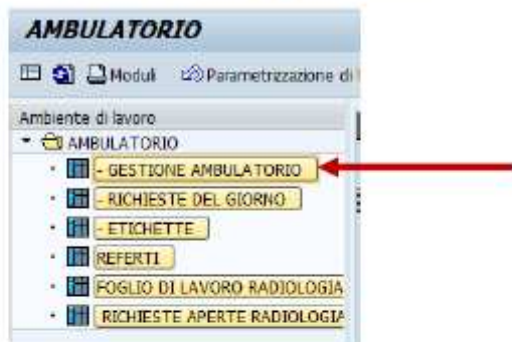 AMBULATORIO
Moduli Parametrizzazione di
Ambiente di lavoro
AMBULATORIO
- GESTIONE AMBULATORIO
- RICHIESTE DEL GIORNO
- ETICHETTE
REFERTI
FOGLIO DI LAVORO RADIOLOGIA
RICHIESTE APERTE RADIOLOGIA